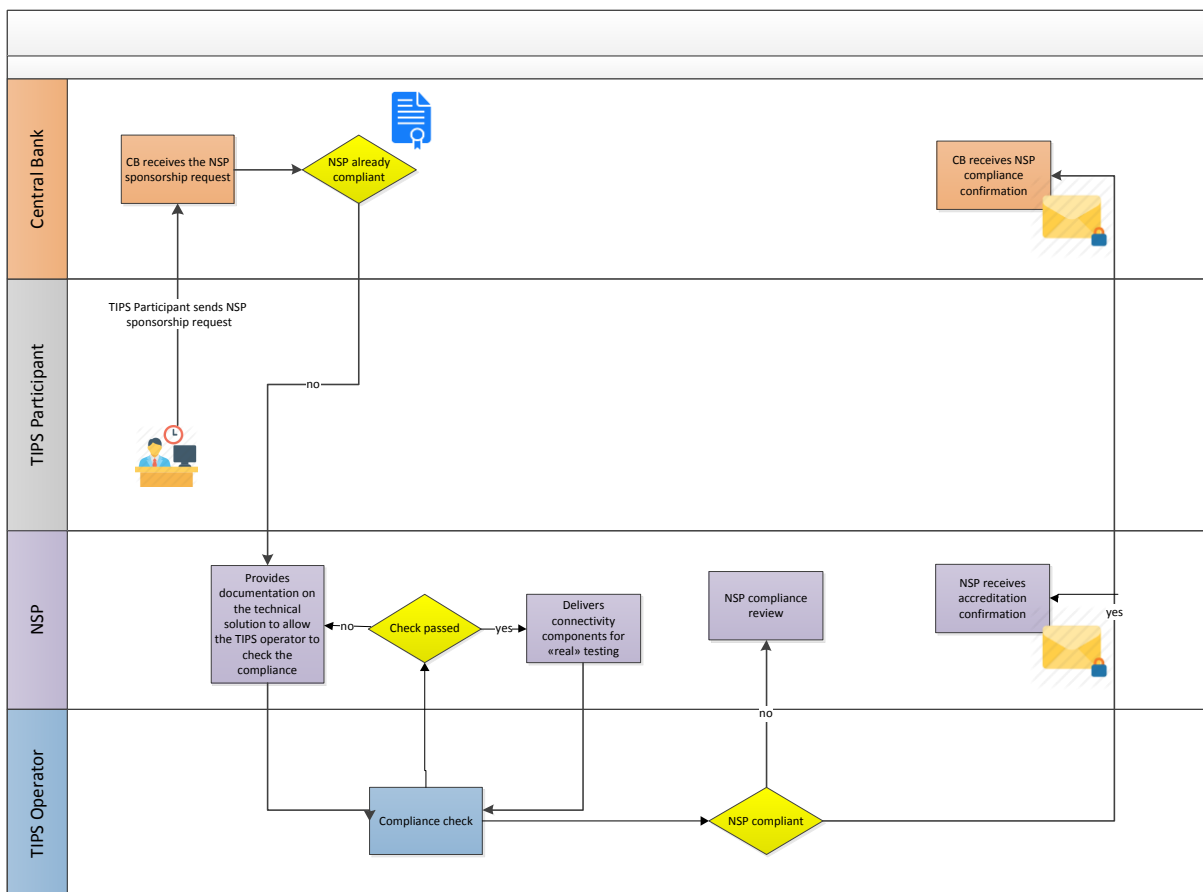 Central Bank
CB receives the NSP
sponsorship request
NSP already
compliant
CB receives NSP
compliance
confirmation
TIPS Participant
TIPS Participant sends NSP
sponsorship request
no
NSP
Provides
documentation on
the technical
solution to allow
the TIPS operator to
check the
compliance
no
Check passed
yes
Delivers
connectivity
components for
«real» testing
NSP compliance
review
NSP receives
accreditation
confirmation
yes
no
TIPS Operator
Compliance check
NSP compliant